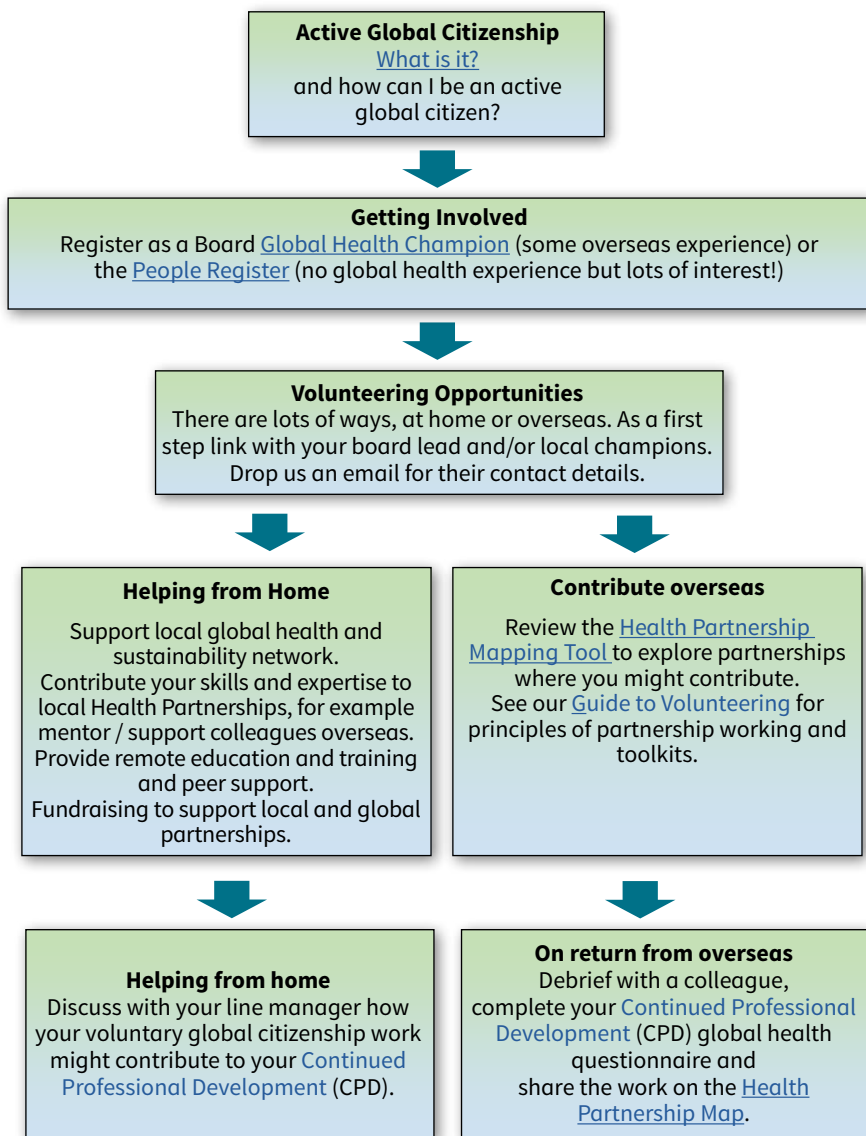 Active Global Citizenship
What is it?
and how can I be an active
global citizen?
Getting Involved
Register as a Board Global Health Champion (some overseas experience) or
the People Register (no global health experience but lots of interest!)
Volunteering Opportunities
There are lots of ways, at home or overseas. As a first
step link with your board lead and/or local champions.
Drop us an email for their contact details.
Helping from Home
Support local global health and
sustainability network.
Contribute your skills and expertise to
local Health Partnerships, for example
mentor / support colleagues overseas.
Provide remote education and training
and peer support.
Fundraising to support local and global
partnerships.
Contribute overseas
Review the Health Partnership
Mapping Tool to explore partnerships
where you might contribute.
See our Guide to Volunteering for
principles of partnership working and
toolkits.
Helping from home
Discuss with your line manager how
your voluntary global citizenship work
might contribute to your Continued
Professional Development (CPD).
On return from overseas
Debrief with a colleague,
complete your Continued Professional
Development (CPD) global health
questionnaire and
share the work on the Health
Partnership Map.